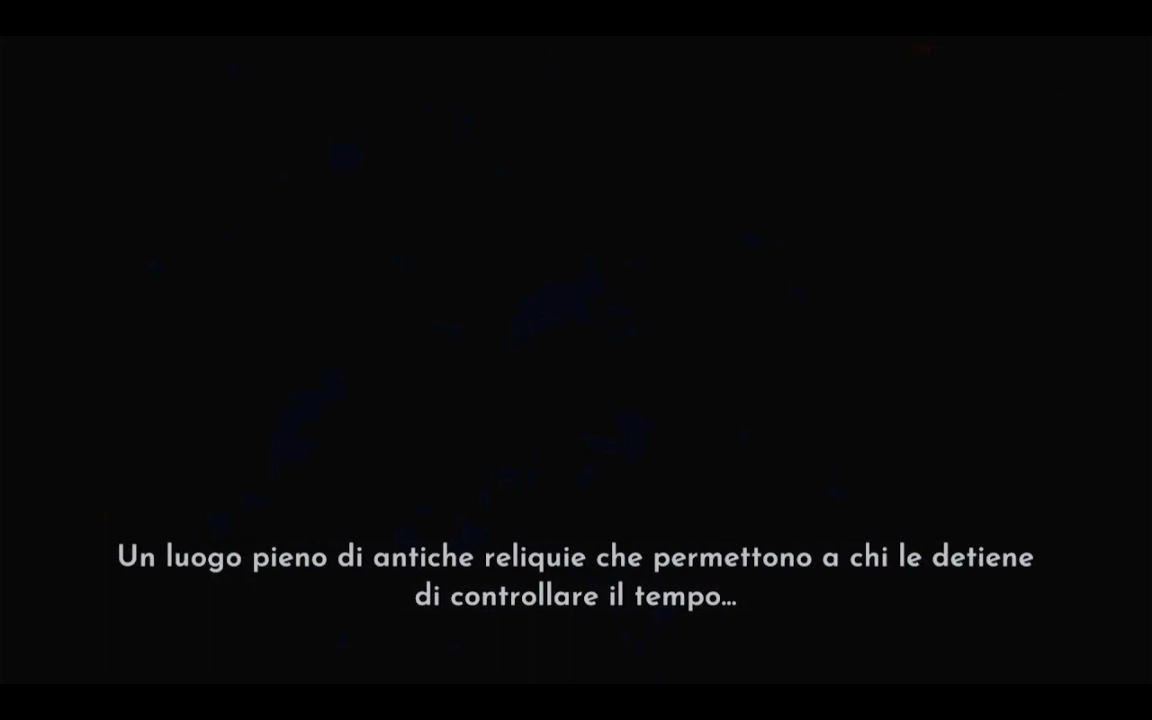 Un luogo pieno di antiche reliquie che permettono a chi le detiene
di controllare il tempo...